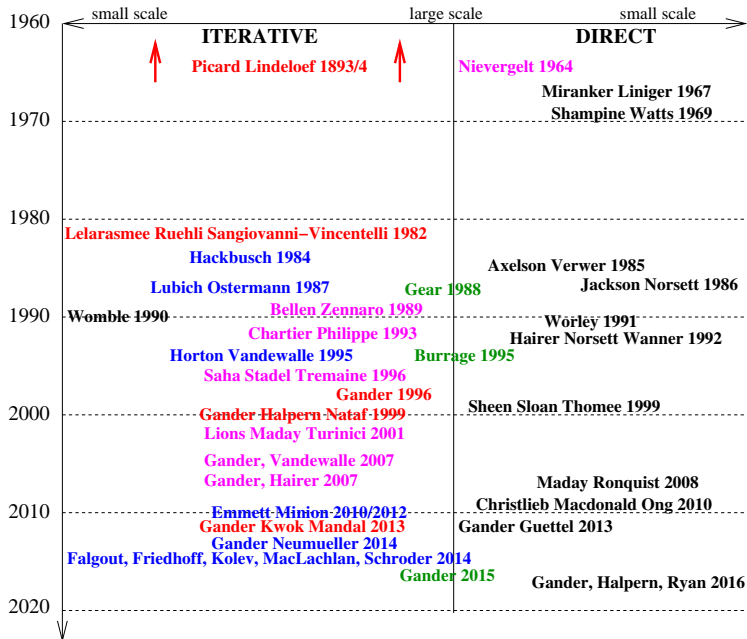 small scale large scale small scale
1960
ITERATIVE DIRECT
Picard Lindeloef 1893/4 Nievergelt 1964
Miranker Liniger 1967
Shampine Watts 1969
1970
1980
Lelarasmee Ruehli Sangiovanni−Vincentelli 1982
Hackbusch 1984
Axelson Verwer 1985
Jackson Norsett 1986
Lubich Ostermann 1987 Gear 1988
Bellen Zennaro 1989
1990
Womble 1990
Worley 1991
Chartier Philippe 1993 Hairer Norsett Wanner 1992
Horton Vandewalle 1995 Burrage 1995
Saha Stadel Tremaine 1996
Gander 1996
Sheen Sloan Thomee 1999
2000
Gander Halpern Nataf 1999
Lions Maday Turinici 2001
Gander, Vandewalle 2007
Gander, Hairer 2007 Maday Ronquist 2008
Christlieb Macdonald Ong 2010
2010
Emmett Minion 2010/2012
Gander Kwok Mandal 2013 Gander Guettel 2013
Gander Neumueller 2014
Falgout, Friedhoff, Kolev, MacLachlan, Schroder 2014
Gander 2015
Gander, Halpern, Ryan 2016
2020